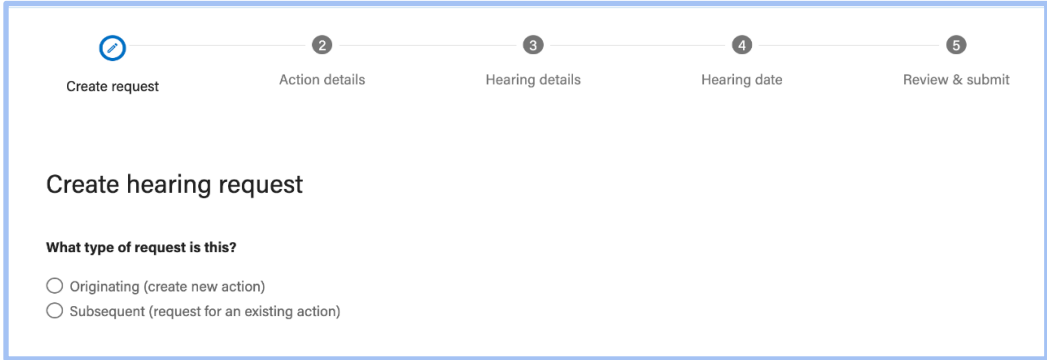 2 3 4 5
Create request Action details Hearing details Hearing date Review & submit
Create hearing request
What type of request is this?
Originating (create new action)
Subsequent (request for an existing action)